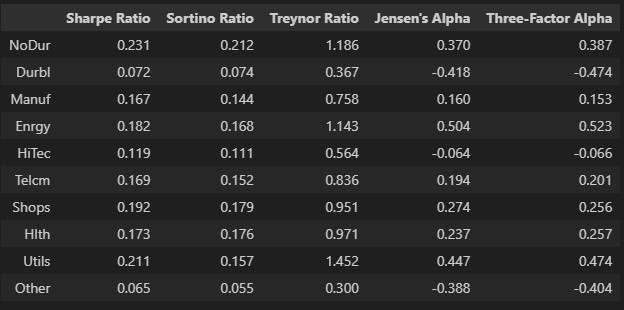 Sharpe Ratio Sortino Ratio Treynor Ratio Jensen's Alpha Three-Factor Alpha
NoDur 0.231 0.212 1.186 0.370 0.387
Durbl 0.072 0.074 0.367 -0.418 -0.474
Manuf 0.167 0.144 0.758 0.160 0.153
Enrgy 0.182 0.168 1.143 0.504 0.523
HiTec 0.119 0.111 0.564 -0.064 -0.066
Telcm 0.169 0.152 0.836 0.194 0.201
Shops 0.192 0.179 0.951 0.274 0.256
Hlth 0.173 0.176 0.971 0.237 0.257
Utils 0.211 0.157 1.452 0.447 0.474
Other 0.065 0.055 0.300 -0.388 -0.404